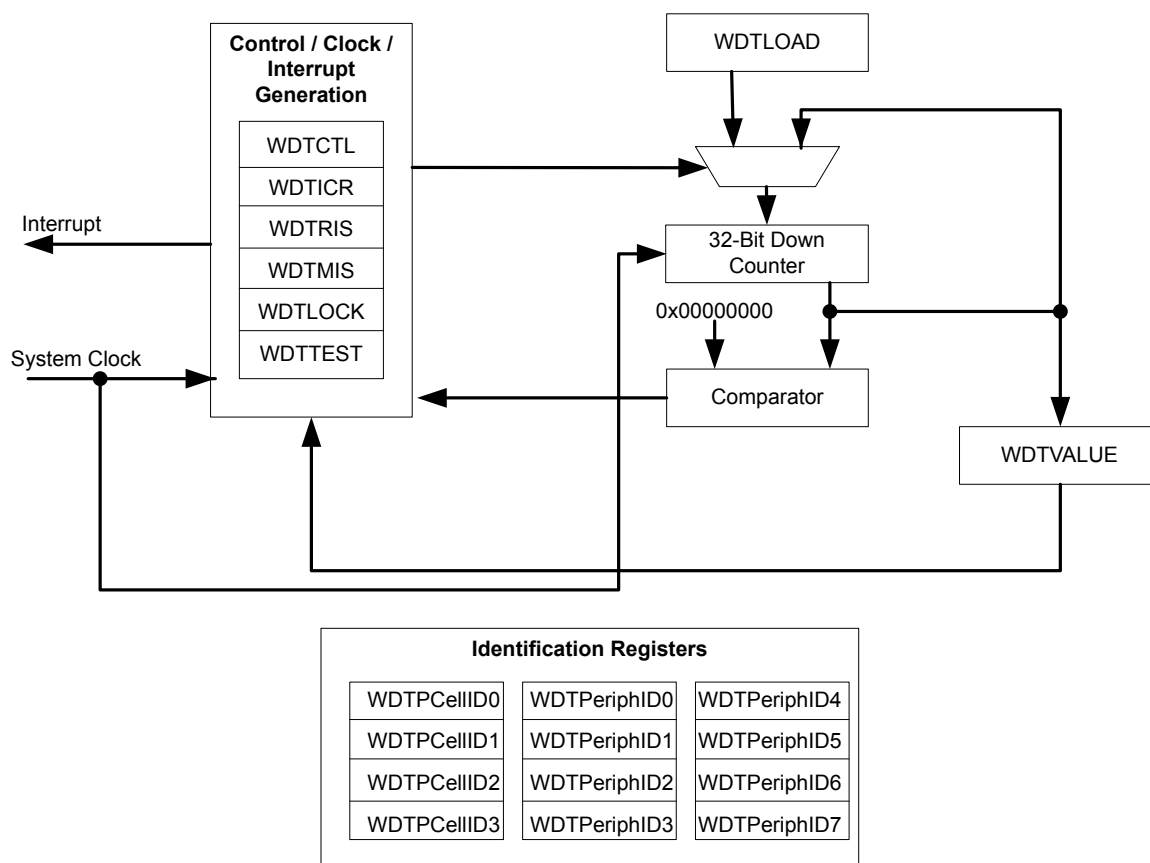 Control / Clock /
Interrupt
Generation
WDTCTL
WDTICR
WDTRIS
WDTMIS
WDTLOCK
WDTTEST
Interrupt
System Clock
WDTLOAD
32-Bit Down
Counter
0x00000000
Comparator
WDTVALUE
Identification Registers
WDTPCellID0 WDTPeriphID0 WDTPeriphID4
WDTPCellID1 WDTPeriphID1 WDTPeriphID5
WDTPCellID2 WDTPeriphID2 WDTPeriphID6
WDTPCellID3 WDTPeriphID3 WDTPeriphID7